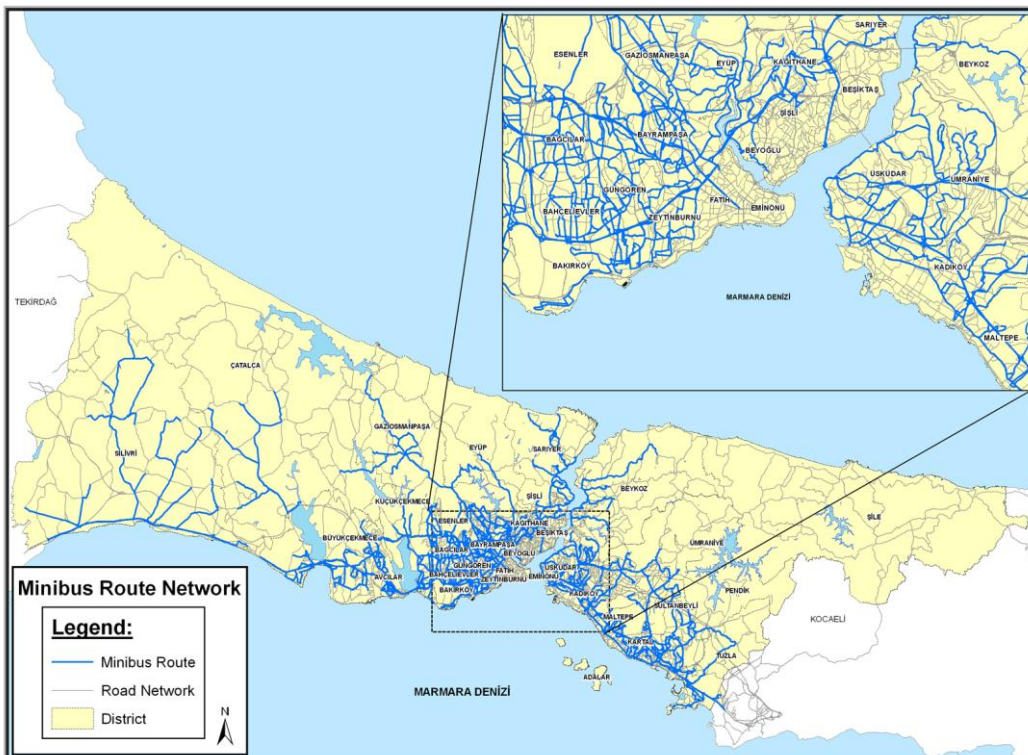 SARIYER
ESENLER
GAZİOSMANPAŞA
EYÜP
KAĞITHANE
BEYKOZ
BEŞİKTAŞ
ŞİŞLİ
BAYRAMPAŞA
BAĞCILAR
BEYOĞLU
ÜSKÜDAR
ÜMRANİYE
GÜNGÖREN
FATİH
EMİNÖNÜ
BAHÇELİEVLER
ZEYTİNBURNU
BAKIRKÖY
KADIKÖY
MARMARA DENİZİ
MALTEPE
TEKİRDAĞ
ÇATALCA
GAZİOSMANPAŞA
SİLİVRİ
EYÜP
SARIYER
BEYKOZ
ŞİŞLİ
KÜÇÜKÇEKMECE
ESENLER
KAĞITHANE
BEŞİKTAŞ
ŞİLE
BÜYÜKÇEKMECE
BAYRAMPAŞA
ÜMRANİYE
BAĞCILAR
BEYOĞLU
GÜNGÖREN
ÜSKÜDAR
AVCILAR
BAHÇELİEVLER
FATİH
EMİNÖNÜ
ZEYTİNBURNU
BAKIRKÖY
KADIKÖY
PENDİK
SULTANBEYLİ
MALTEPE
KOCAELİ
KARTAL
TUZLA
ADALAR
MARMARA DENİZİ
Minibus Route Network
Legend:
Minibus Route
Road Network
District
N